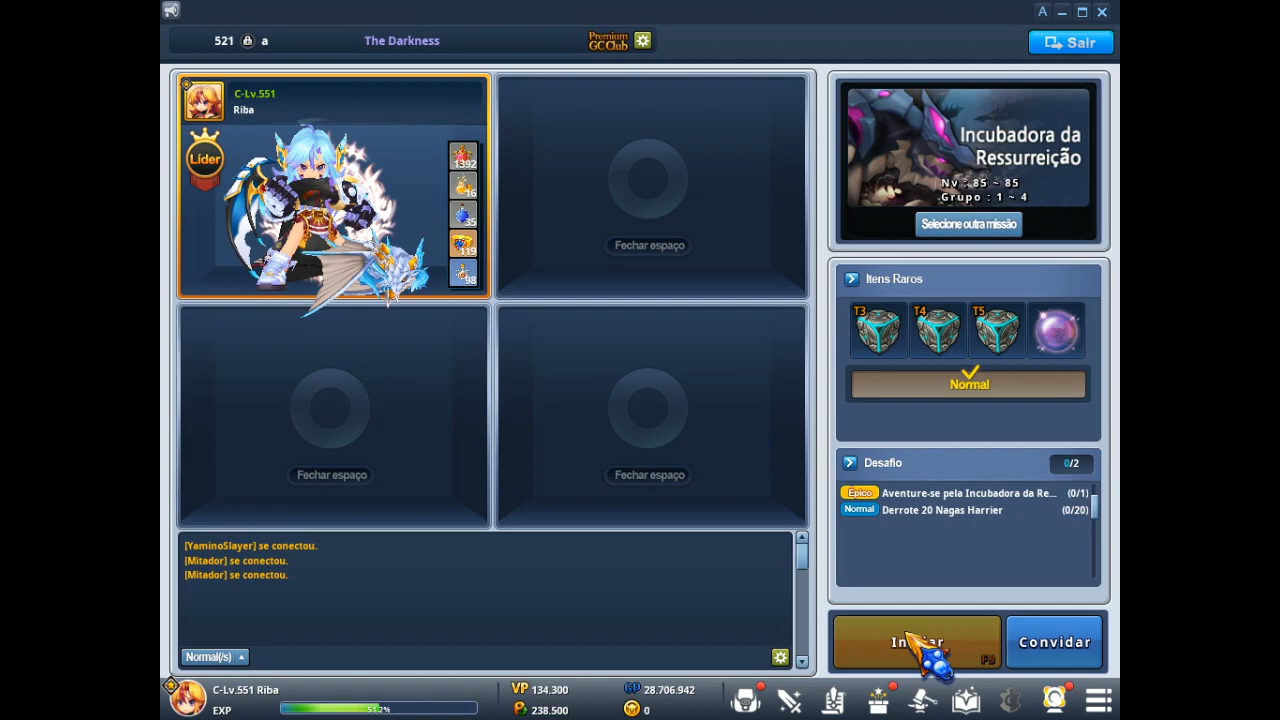 A
521 a
The Darkness
Premium
GC Club
Sair
C-Lv.551
Riba
Líder
1392
16
35
119
98
Fechar espaço
Fechar espaço
Fechar espaço
Incubadora da
Ressurreição
Nv : 85 ~ 85
Grupo : 1 ~ 4
Selecione outra missão
Itens Raros
T3
T4
T5
Normal
Desafio
0/2
Épico Aventure-se pela Incubadora da Re... (0/1)
Normal Derrote 20 Nagas Harrier (0/20)
[YaminoSlayer] se conectou.
[Mitador] se conectou.
[Mitador] se conectou.
Normal(/s)
Convidar
C-Lv.551 Riba
EXP
VP 134.300
GP 28.706.942
238.500
0